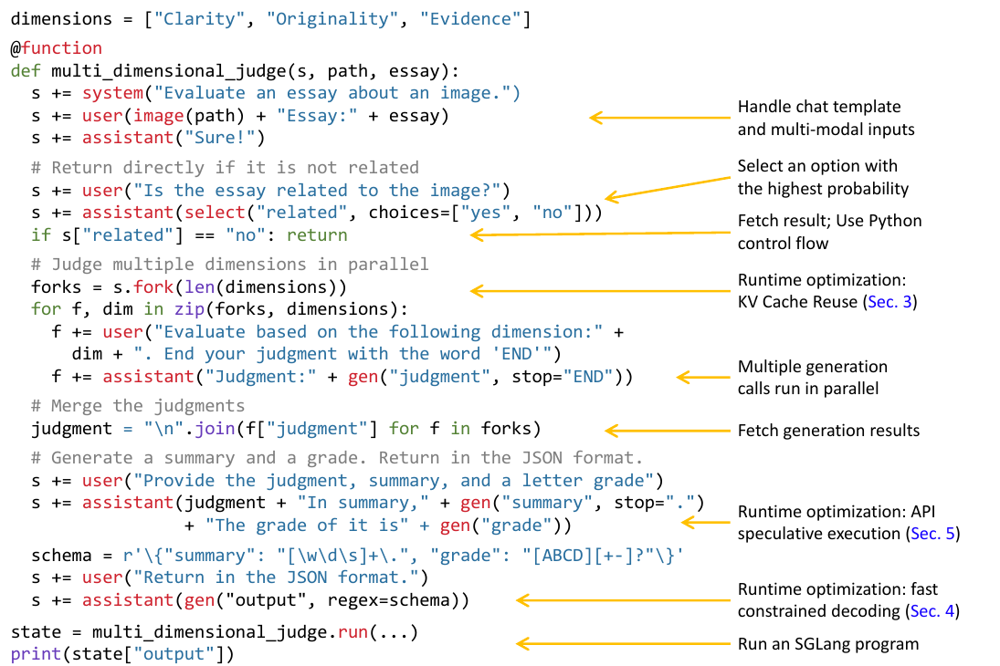 dimensions = ["Clarity", "Originality", "Evidence"]
@function
def multi_dimensional_judge(s, path, essay):
  s += system("Evaluate an essay about an image.")
  s += user(image(path) + "Essay:" + essay)
  s += assistant("Sure!")
Handle chat template
and multi-modal inputs
  # Return directly if it is not related
  s += user("Is the essay related to the image?")
  s += assistant(select("related", choices=["yes", "no"]))
  if s["related"] == "no": return
Select an option with
the highest probability
Fetch result; Use Python
control flow
  # Judge multiple dimensions in parallel
  forks = s.fork(len(dimensions))
  for f, dim in zip(forks, dimensions):
    f += user("Evaluate based on the following dimension:" +
      dim + ". End your judgment with the word 'END'")
    f += assistant("Judgment:" + gen("judgment", stop="END"))
Runtime optimization:
KV Cache Reuse (Sec. 3)
Multiple generation
calls run in parallel
  # Merge the judgments
  judgment = "\n".join(f["judgment"] for f in forks)
Fetch generation results
  # Generate a summary and a grade. Return in the JSON format.
  s += user("Provide the judgment, summary, and a letter grade")
  s += assistant(judgment + "In summary," + gen("summary", stop=".")
                 + "The grade of it is" + gen("grade"))
Runtime optimization: API
speculative execution (Sec. 5)
  schema = r'\{"summary": "[\w\d\s]+\.", "grade": "[ABCD][+-]?"\}'
  s += user("Return in the JSON format.")
  s += assistant(gen("output", regex=schema))
Runtime optimization: fast
constrained decoding (Sec. 4)
state = multi_dimensional_judge.run(...)
print(state["output"])
Run an SGLang program